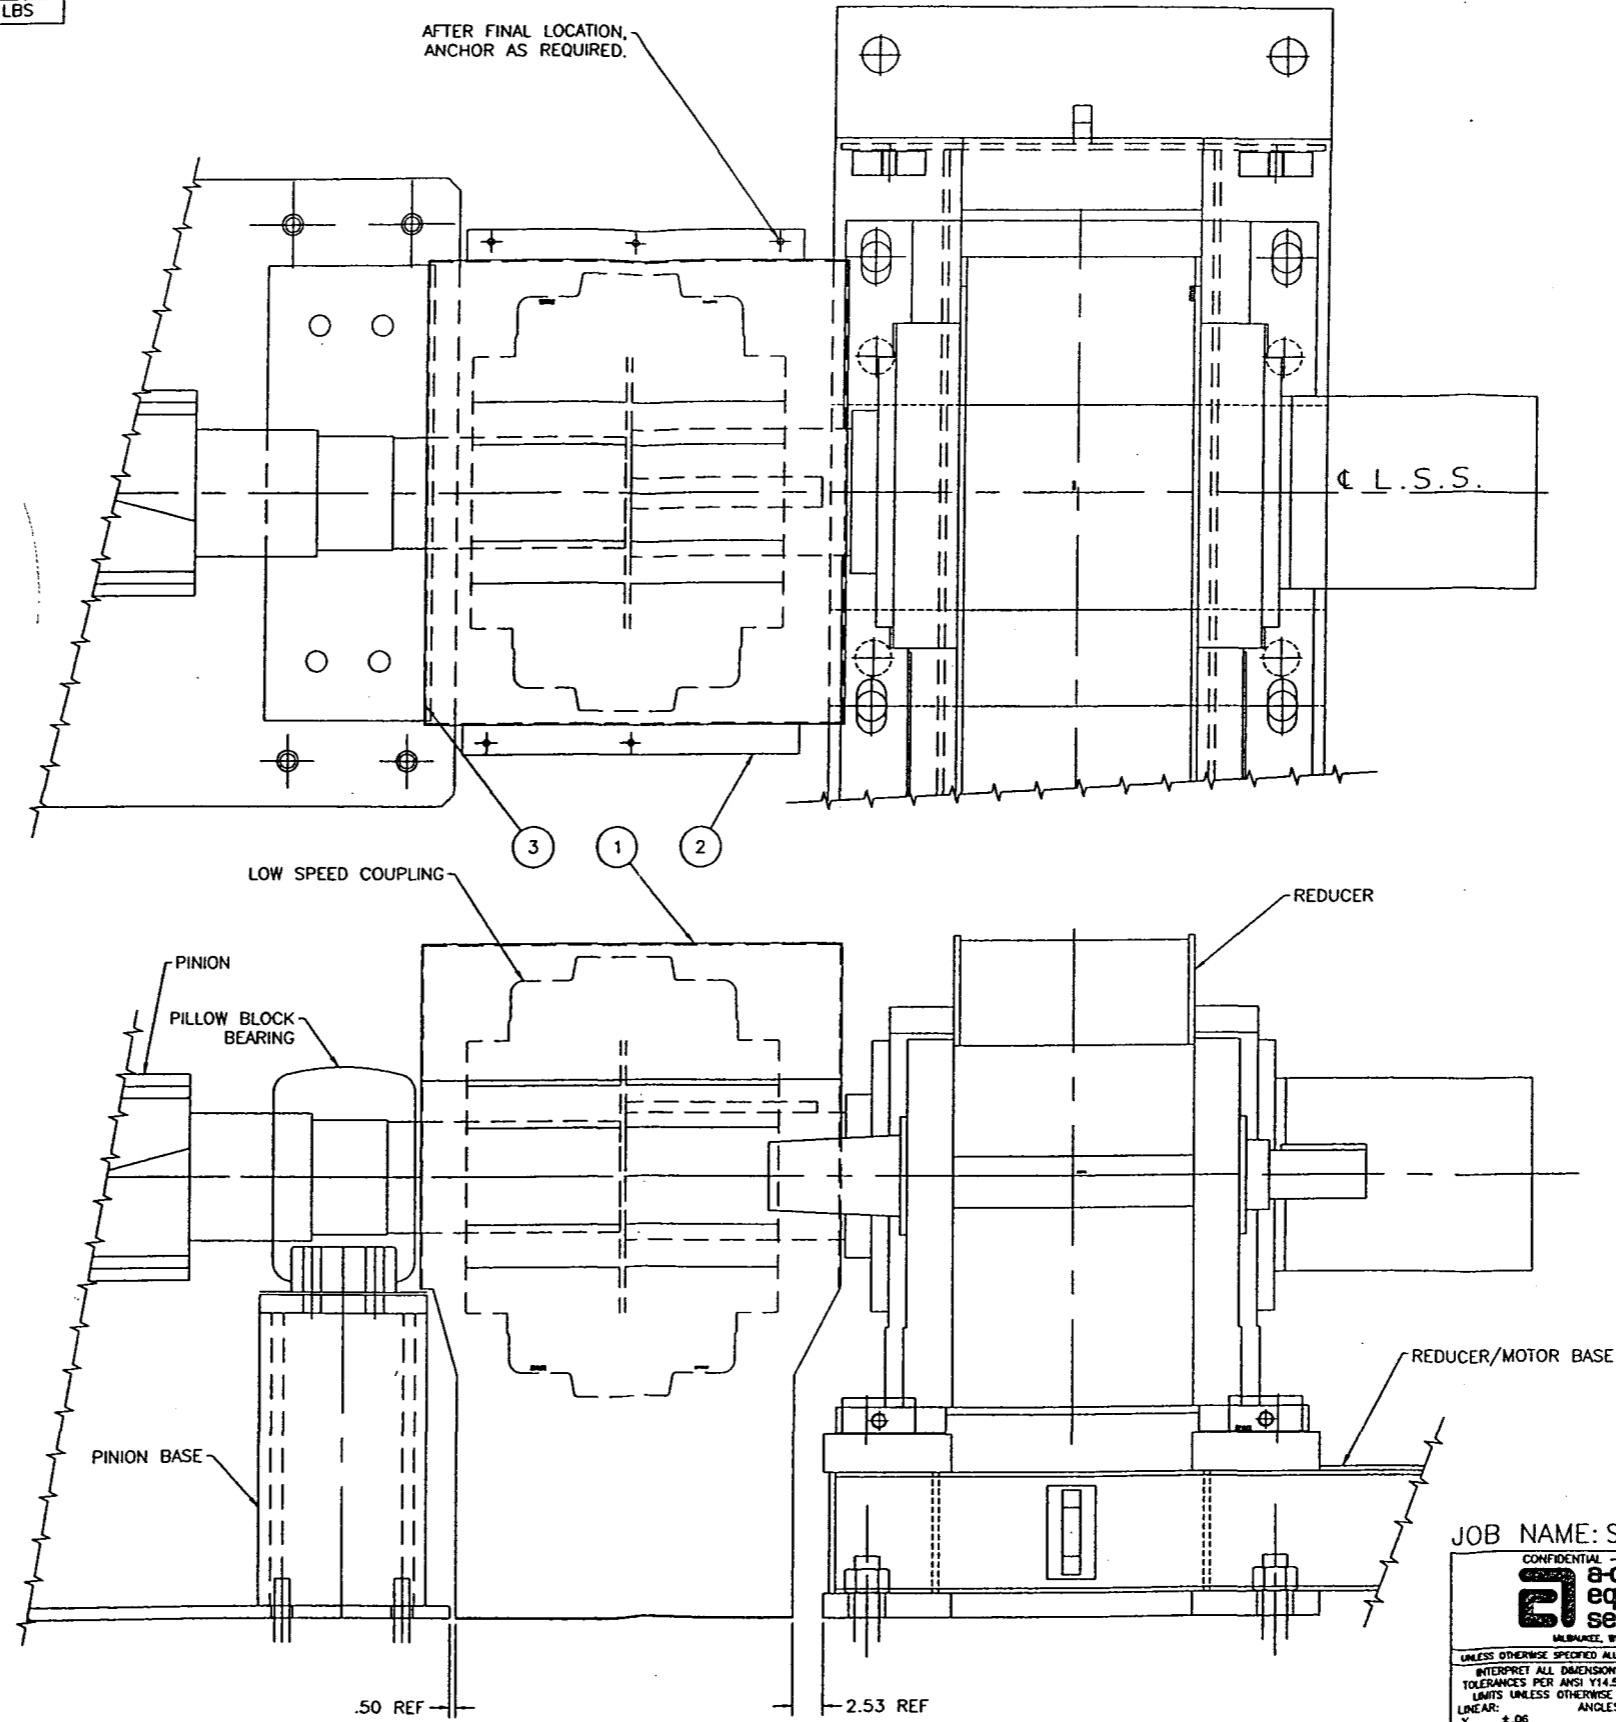 LBS
AFTER FINAL LOCATION,
ANCHOR AS REQUIRED.
℄ L.S.S.
3
1
2
LOW SPEED COUPLING
REDUCER
PINION
PILLOW BLOCK
BEARING
REDUCER/MOTOR BASE
PINION BASE
JOB NAME:
CONFIDENTIAL -
MILWAUKEE,
UNLESS OTHERWISE SPECIFIED
INTERPRET ALL
TOLERANCES PER ANSI
LIMITS UNLESS OTHERWISE
LINEAR:
.50 REF
2.53 REF